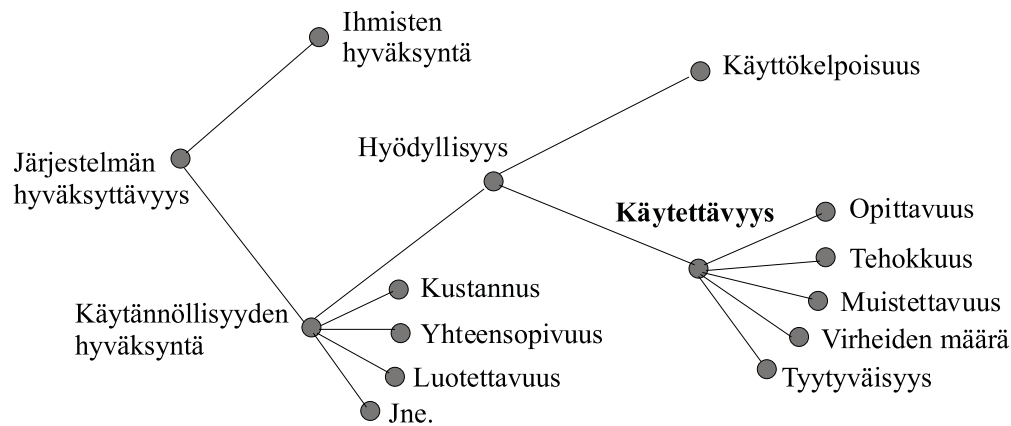 Ihmisten
hyväksyntä
Käyttökelpoisuus
Hyödyllisyys
Järjestelmän
hyväksyttävyys
Käytettävyys
Opittavuus
Tehokkuus
Muistettavuus
Virheiden määrä
Tyytyväisyys
Käytännöllisyyden
hyväksyntä
Kustannus
Yhteensopivuus
Luotettavuus
Jne.